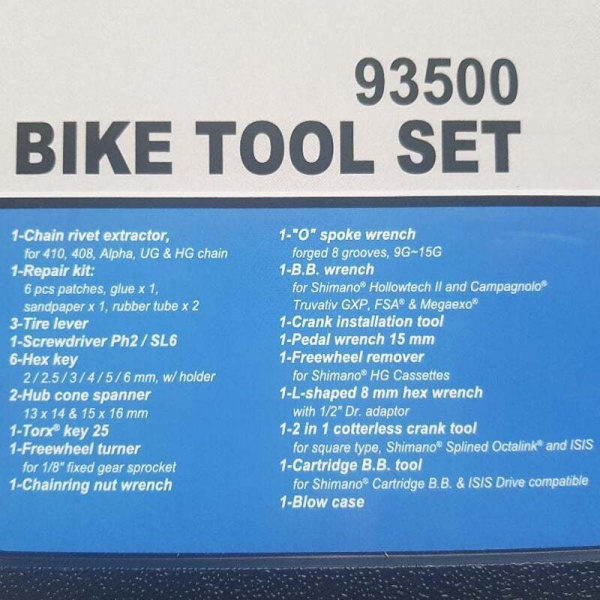 93500
BIKE TOOL SET
1-Chain rivet extractor,
for 410, 408, Alpha, UG & HG chain
1-Repair kit:
6 pcs patches, glue x 1,
sandpaper x 1, rubber tube x 2
3-Tire lever
1-Screwdriver Ph2 / SL6
6-Hex key
2 / 2.5 / 3 / 4 / 5 / 6 mm, w/ holder
2-Hub cone spanner
13 x 14 & 15 x 16 mm
1-Torx® key 25
1-Freewheel turner
for 1/8" fixed gear sprocket
1-Chainring nut wrench
1-"O" spoke wrench
forged 8 grooves, 9G~15G
1-B.B. wrench
for Shimano® Hollowtech II and Campagnolo®
Truvativ GXP, FSA® & Megaexo®
1-Crank installation tool
1-Pedal wrench 15 mm
1-Freewheel remover
for Shimano® HG Cassettes
1-L-shaped 8 mm hex wrench
with 1/2" Dr. adaptor
1-2 in 1 cotterless crank tool
for square type, Shimano® Splined Octalink® and ISIS
1-Cartridge B.B. tool
for Shimano® Cartridge B.B. & ISIS Drive compatible
1-Blow case